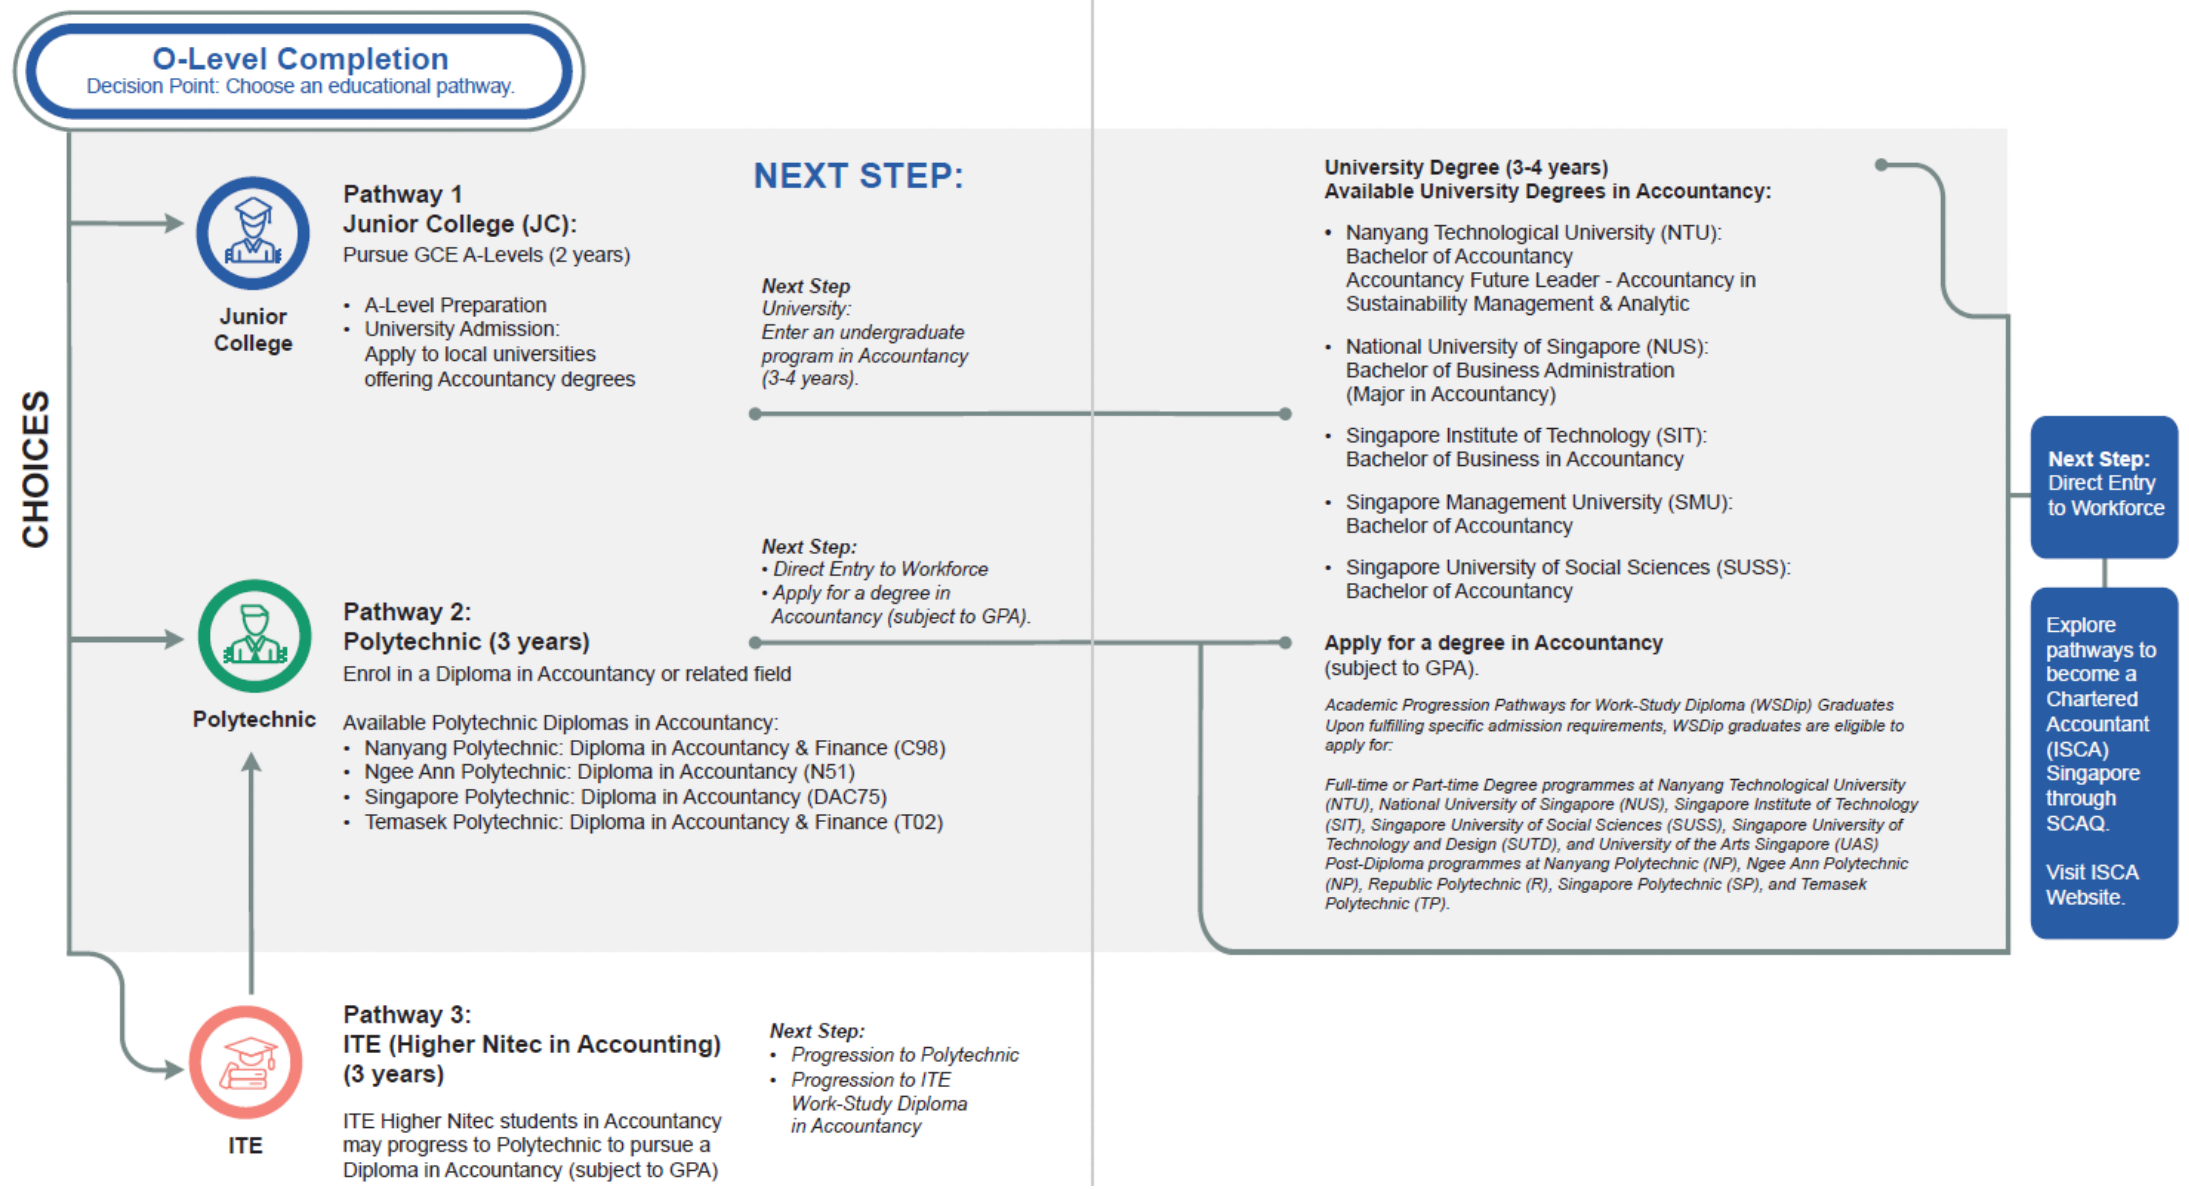 O-Level Completion
Decision Point: Choose an educational pathway.
CHOICES
Junior
College
Pathway 1
Junior College (JC):
Pursue GCE A-Levels (2 years)
• A-Level Preparation
• University Admission:
Apply to local universities
offering Accountancy degrees
NEXT STEP:
Next Step
University:
Enter an undergraduate
program in Accountancy
(3-4 years).
Polytechnic
Pathway 2:
Polytechnic (3 years)
Enrol in a Diploma in Accountancy or related field
Available Polytechnic Diplomas in Accountancy:
• Nanyang Polytechnic: Diploma in Accountancy & Finance (C98)
• Ngee Ann Polytechnic: Diploma in Accountancy (N51)
• Singapore Polytechnic: Diploma in Accountancy (DAC75)
• Temasek Polytechnic: Diploma in Accountancy & Finance (T02)
Next Step:
• Direct Entry to Workforce
• Apply for a degree in
Accountancy (subject to GPA).
ITE
Pathway 3:
ITE (Higher Nitec in Accounting)
(3 years)
ITE Higher Nitec students in Accountancy
may progress to Polytechnic to pursue a
Diploma in Accountancy (subject to GPA)
Next Step:
• Progression to Polytechnic
• Progression to ITE
Work-Study Diploma
in Accountancy
University Degree (3-4 years)
Available University Degrees in Accountancy:
• Nanyang Technological University (NTU):
Bachelor of Accountancy
Accountancy Future Leader - Accountancy in
Sustainability Management & Analytic
• National University of Singapore (NUS):
Bachelor of Business Administration
(Major in Accountancy)
• Singapore Institute of Technology (SIT):
Bachelor of Business in Accountancy
• Singapore Management University (SMU):
Bachelor of Accountancy
• Singapore University of Social Sciences (SUSS):
Bachelor of Accountancy
Apply for a degree in Accountancy
(subject to GPA).
Academic Progression Pathways for Work-Study Diploma (WSDip) Graduates
Upon fulfilling specific admission requirements, WSDip graduates are eligible to
apply for:
Full-time or Part-time Degree programmes at Nanyang Technological University
(NTU), National University of Singapore (NUS), Singapore Institute of Technology
(SIT), Singapore University of Social Sciences (SUSS), Singapore University of
Technology and Design (SUTD), and University of the Arts Singapore (UAS)
Post-Diploma programmes at Nanyang Polytechnic (NP), Ngee Ann Polytechnic
(NP), Republic Polytechnic (R), Singapore Polytechnic (SP), and Temasek
Polytechnic (TP).
Next Step:
Direct Entry
to Workforce
Explore
pathways to
become a
Chartered
Accountant
(ISCA)
Singapore
through
SCAQ.
Visit ISCA
Website.